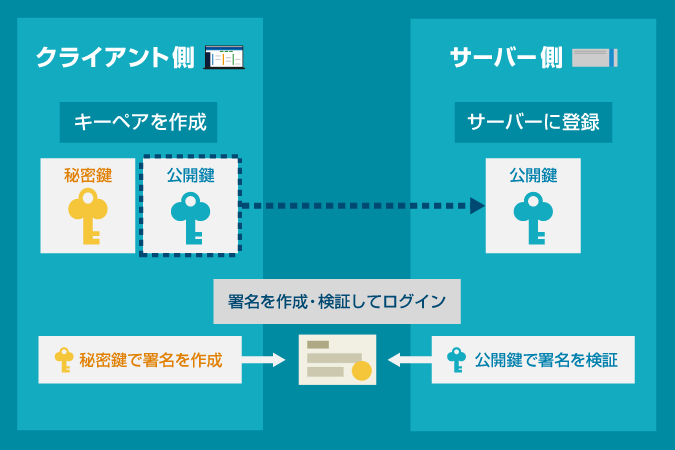 クライアント側
サーバー側
キーペアを作成
サーバーに登録
秘密鍵
公開鍵
公開鍵
署名を作成・検証してログイン
秘密鍵で署名を作成
公開鍵で署名を検証